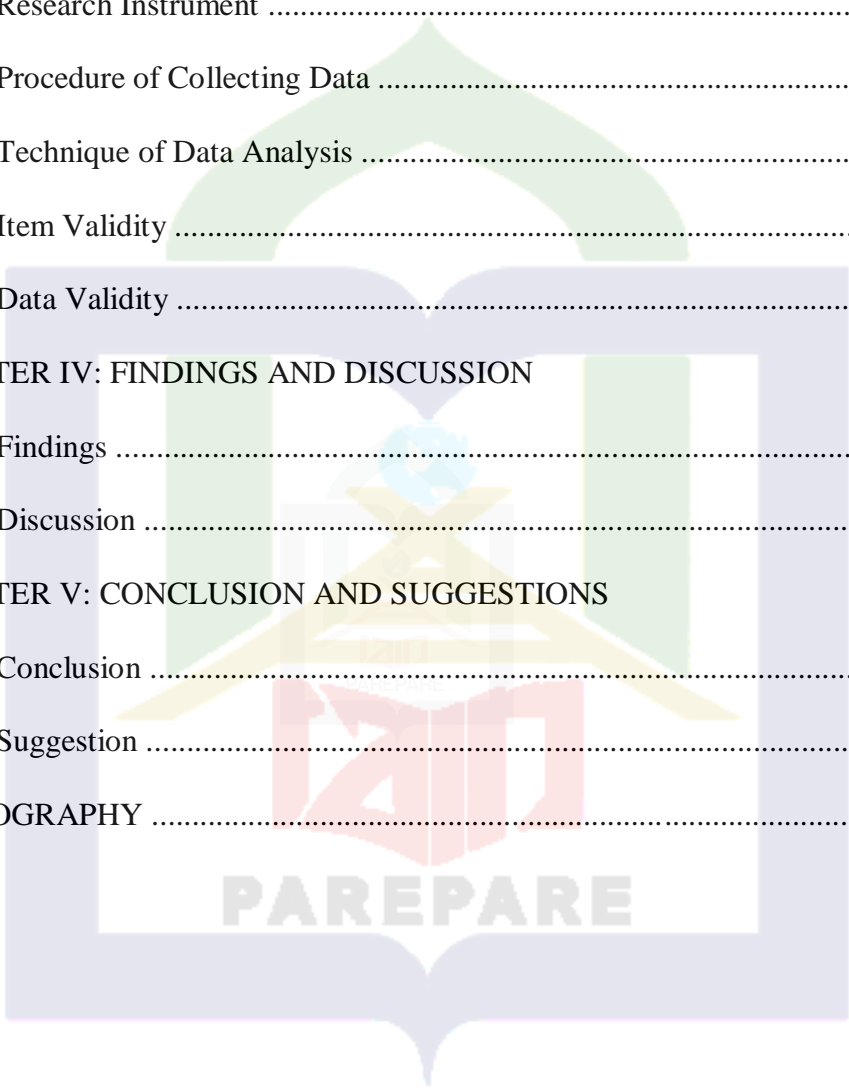 Research Instrument ........................................................................
Procedure of Collecting Data ..........................................................
Technique of Data Analysis ............................................................
Item Validity ...................................................................................
Data Validity ...................................................................................
TER IV: FINDINGS AND DISCUSSION
Findings ..........................................................................................
Discussion .......................................................................................
TER V: CONCLUSION AND SUGGESTIONS
Conclusion ......................................................................................
Suggestion .......................................................................................
OGRAPHY ......................................................................................
PAREPARE